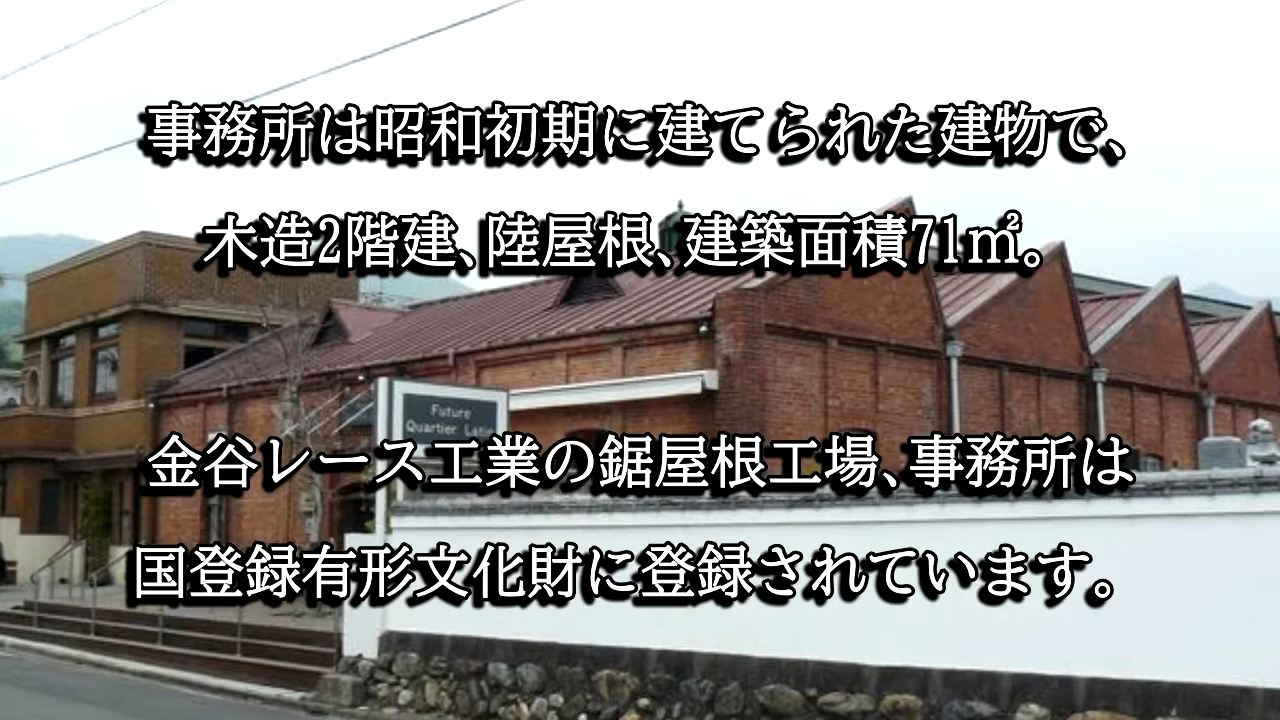 事務所は昭和初期に建てられた建物で、
木造2階建、陸屋根、建築面積71㎡。
Future
Quartier Latin
金谷レース工業の鋸屋根工場、事務所は
国登録有形文化財に登録されています。